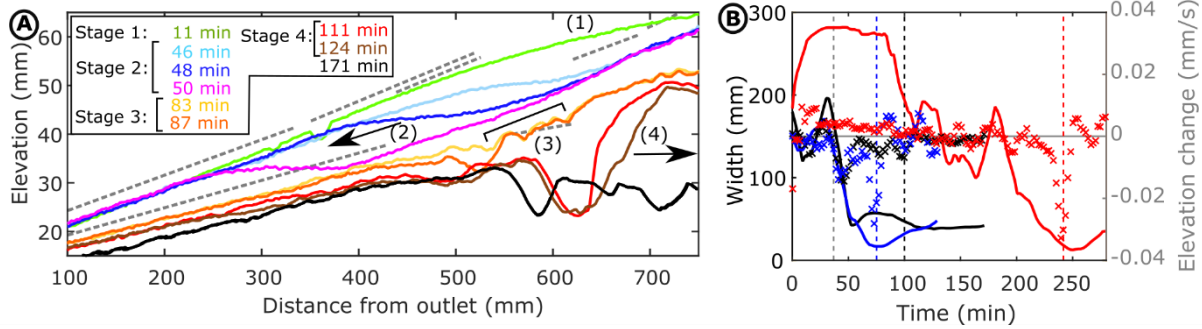 A
Elevation (mm)
60
50
40
30
20
Stage 1: 11 min
46 min
Stage 2: 48 min
50 min
Stage 3: 83 min
87 min
Stage 4: 111 min
124 min
171 min
(1)
(2)
(3)
(4)
100 200 300 400 500 600 700
Distance from outlet (mm)
B
Width (mm)
300
200
100
0
0.04
0.02
0
-0.02
-0.04
Elevation change (mm/s)
0 50 100 150 200 250
Time (min)